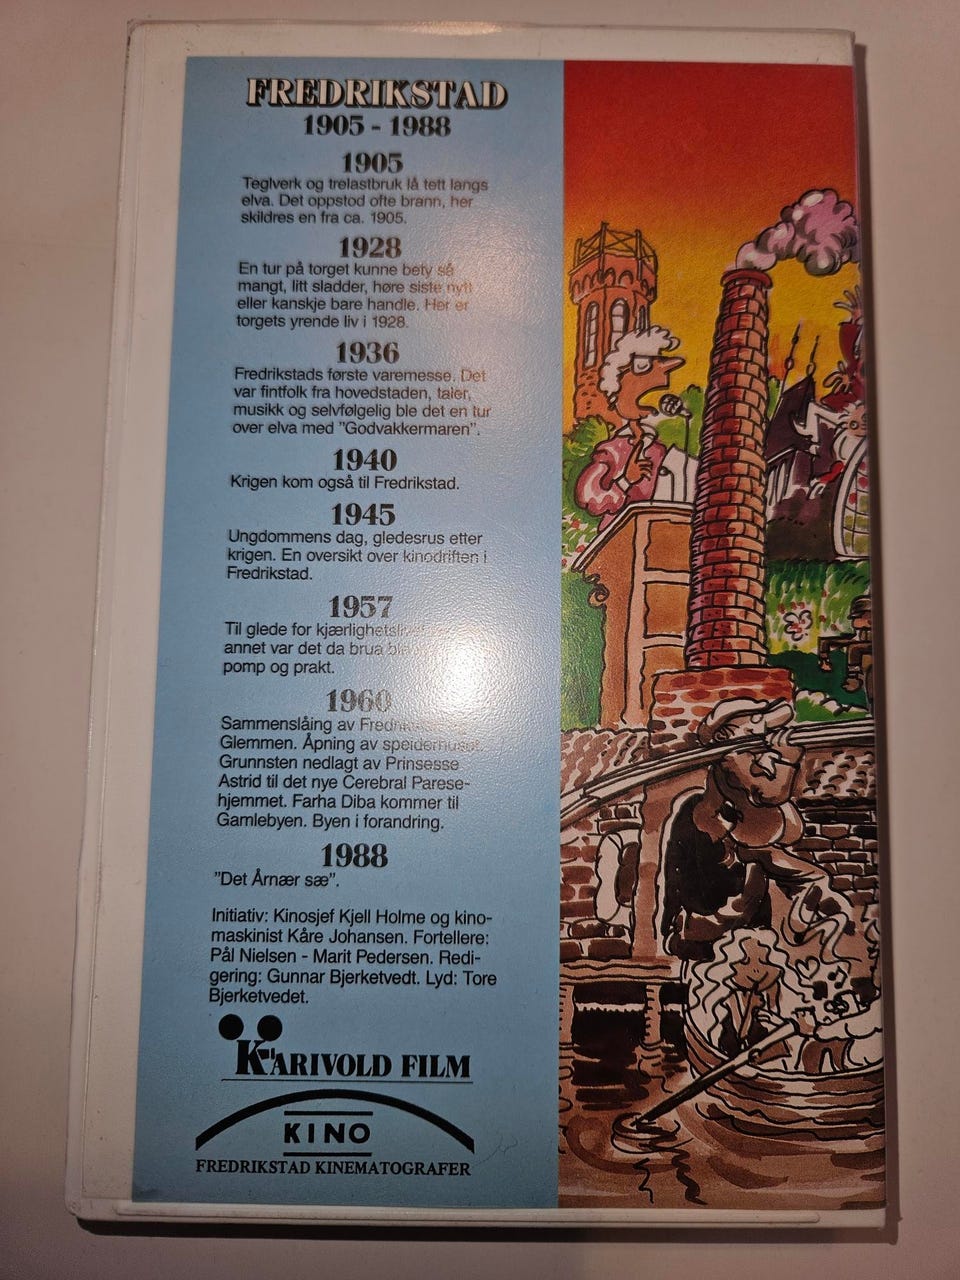 FREDRIKSTAD
1905 - 1988
1905
Teglverk og trelastbruk lå tett langs
elva. Det oppstod ofte brann, her
skildres en fra ca. 1905.
1928
En tur på torget kunne bety så
mangt, litt sladder, høre siste nytt
eller kanskje bare handle. Her er
torgets yrende liv i 1928.
1936
Fredrikstads første varemesse. Det
var fintfolk fra hovedstaden, taler,
musikk og selvfølgelig ble det en tur
over elva med "Godvakkermaren".
1940
Krigen kom også til Fredrikstad.
1945
Ungdommens dag, gledesrus etter
krigen. En oversikt over kinodriften i
Fredrikstad.
1957
Til glede for
annet var det da brua
pomp og prakt.
1960
Sammenslåing av
Glemmen. Åpning av speiderhuset.
Grunnsten nedlagt av Prinsesse
Astrid til det nye Cerebral Parese-
hjemmet. Farha Diba kommer til
Gamlebyen. Byen i forandring.
1988
"Det Årnær sæ".
Initiativ: Kinosjef Kjell Holme og kino-
maskinist Kåre Johansen. Fortellere:
Pål Nielsen - Marit Pedersen. Redi-
gering: Gunnar Bjerketvedt. Lyd: Tore
Bjerketvedet.
KÅRIVOLD FILM
KINO
FREDRIKSTAD KINEMATOGRAFER